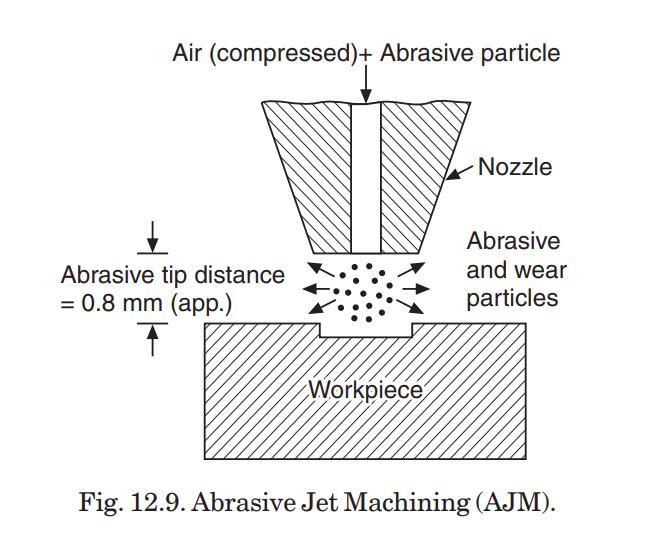 Air (compressed)+ Abrasive particle
Nozzle
Abrasive
and wear
particles
Abrasive tip distance
= 0.8 mm (app.)
Workpiece
Fig. 12.9. Abrasive Jet Machining (AJM).